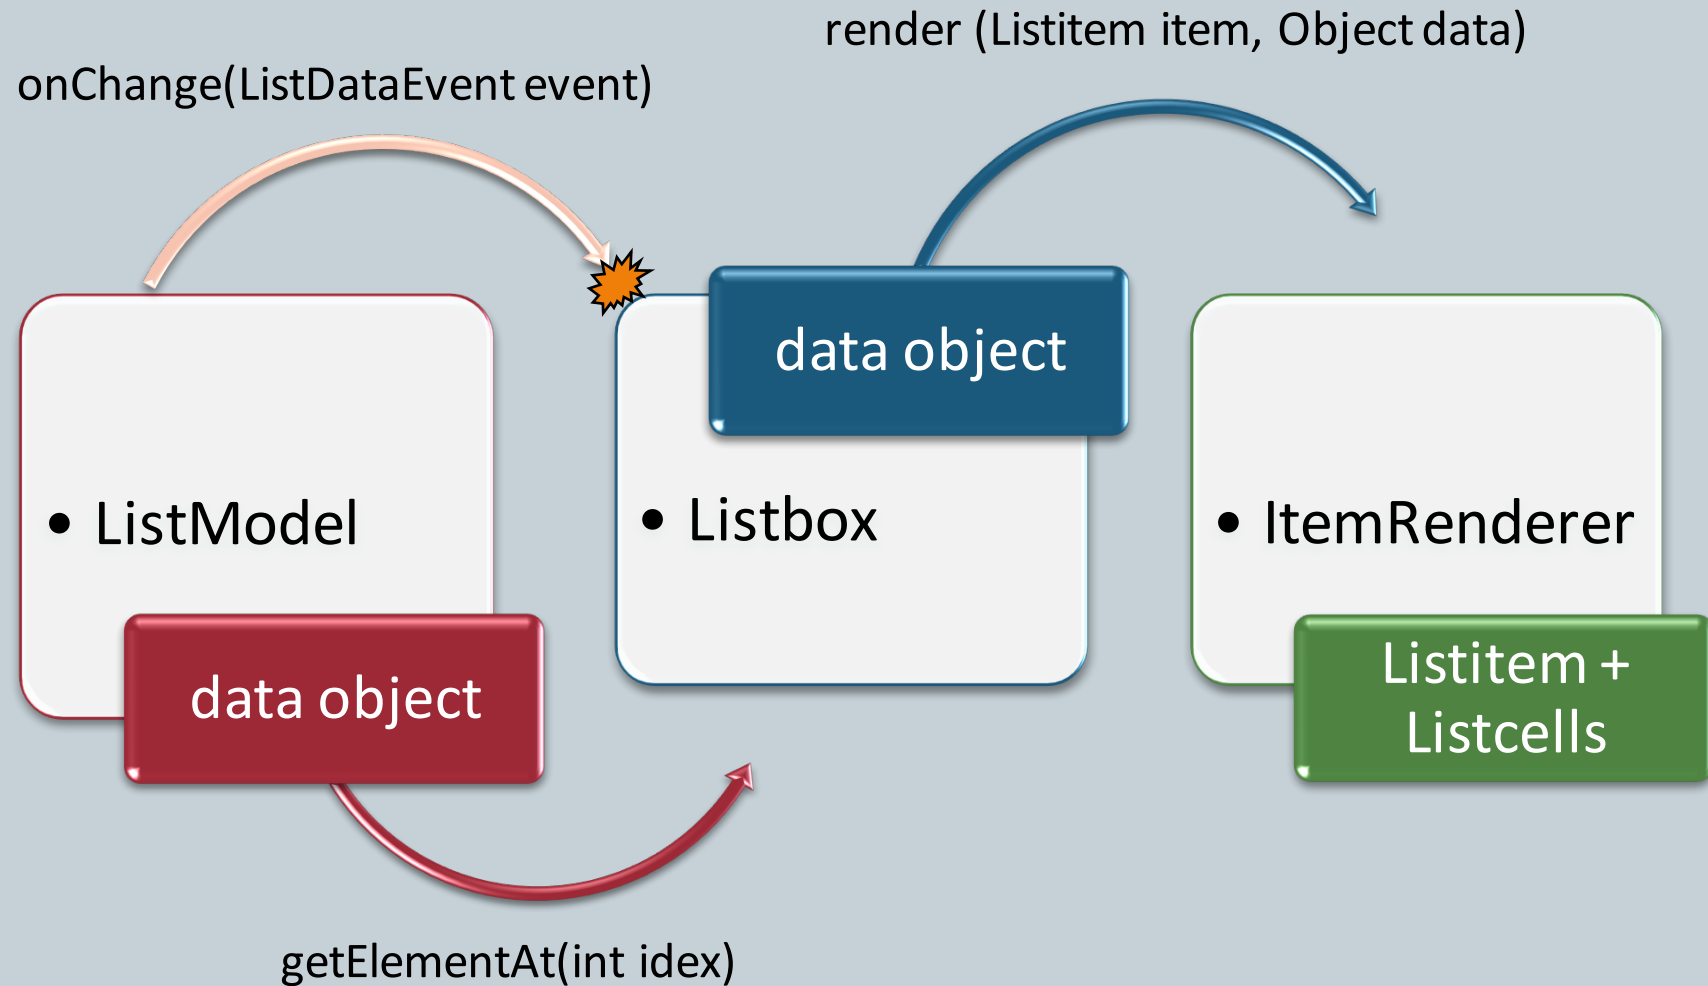 render (Listitem item, Object data)
onChange(ListDataEvent event)
data object
• ListModel
• Listbox
• ItemRenderer
data object
Listitem +
Listcells
getElementAt(int idex)